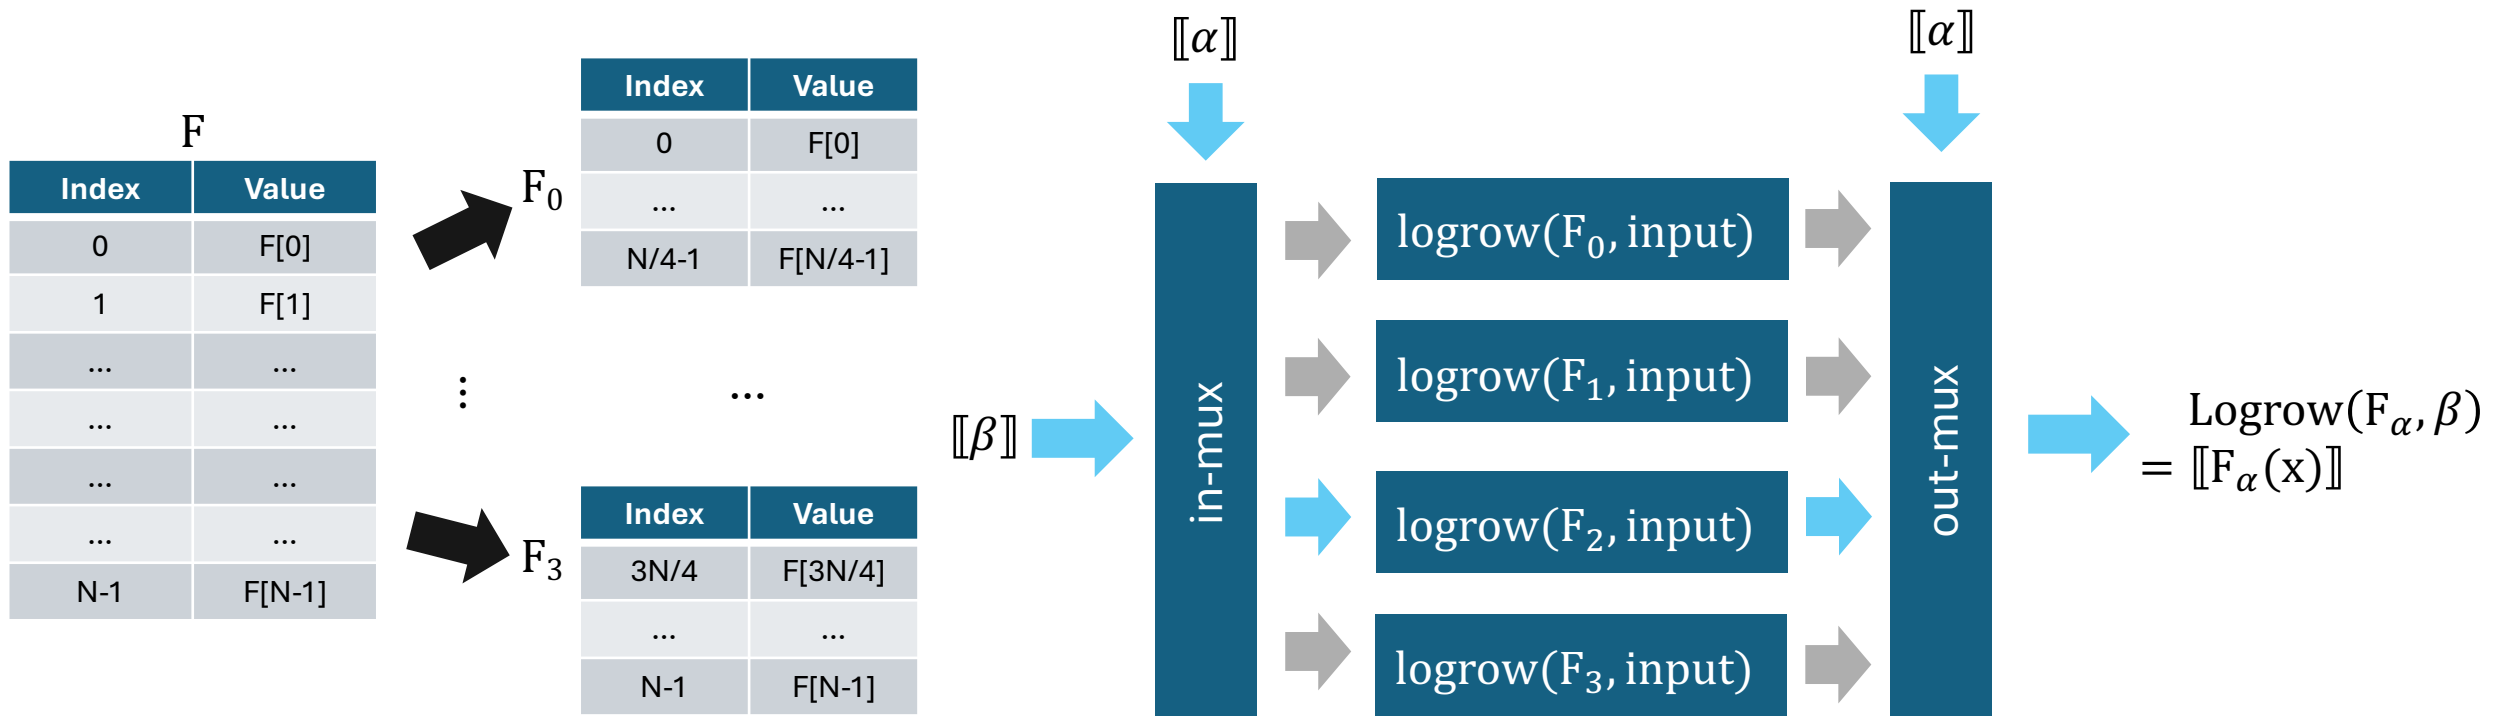 F
Index Value
0 F[0]
1 F[1]
... ...
... ...
... ...
... ...
N-1 F[N-1]
⋮
F₀
Index Value
0 F[0]
... ...
N/4-1 F[N/4-1]
...
F₃
Index Value
3N/4 F[3N/4]
... ...
N-1 F[N-1]
⟦β⟧
⟦α⟧
in-mux
logrow(F₀, input)
logrow(F₁, input)
logrow(F₂, input)
logrow(F₃, input)
⟦α⟧
out-mux
Logrow(F_α, β)
= ⟦F_α(x)⟧